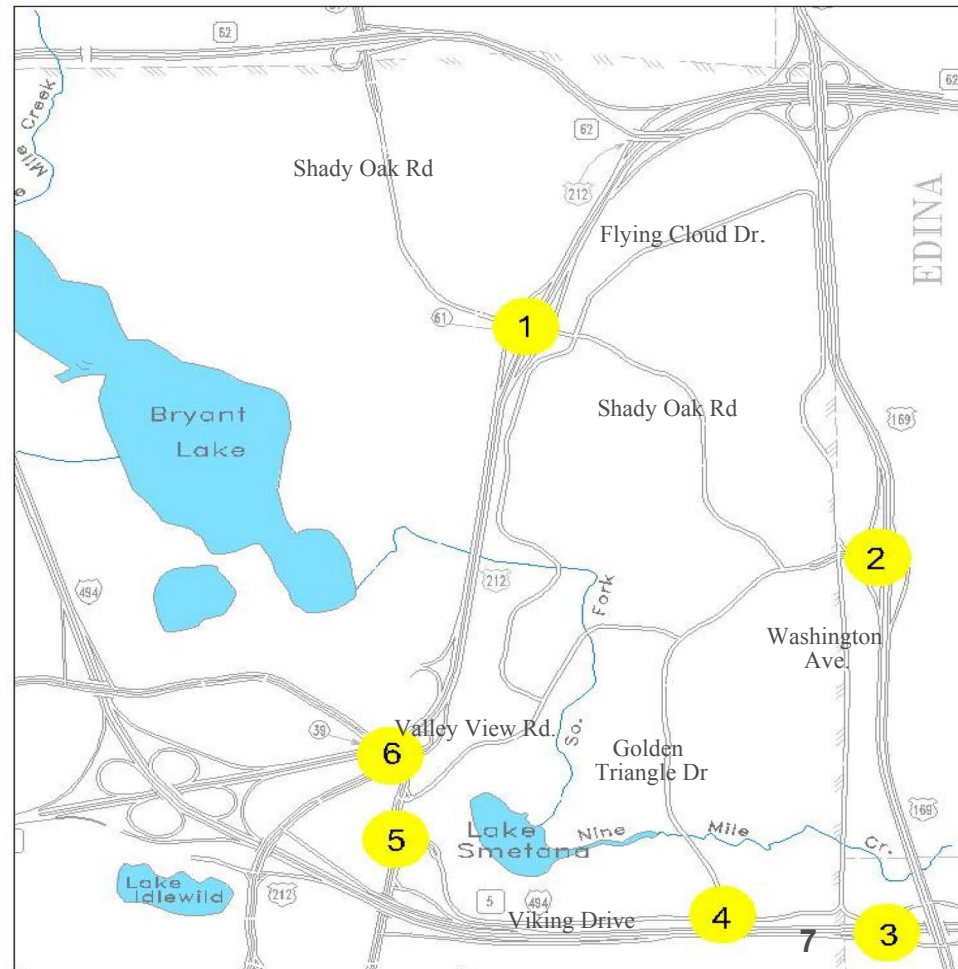 62
62
62
e Mile Creek
Shady Oak Rd
212
EDINA
Flying Cloud Dr.
61
1
Bryant
Lake
Shady Oak Rd
169
2
494
212
Fork
Washington
Ave.
39
Valley View Rd.
6
So.
Golden
Triangle Dr
169
5
Lake
Smetana
Nine Mile Cr.
Lake
Idlewild
212
5
494
Viking Drive
4
7
3